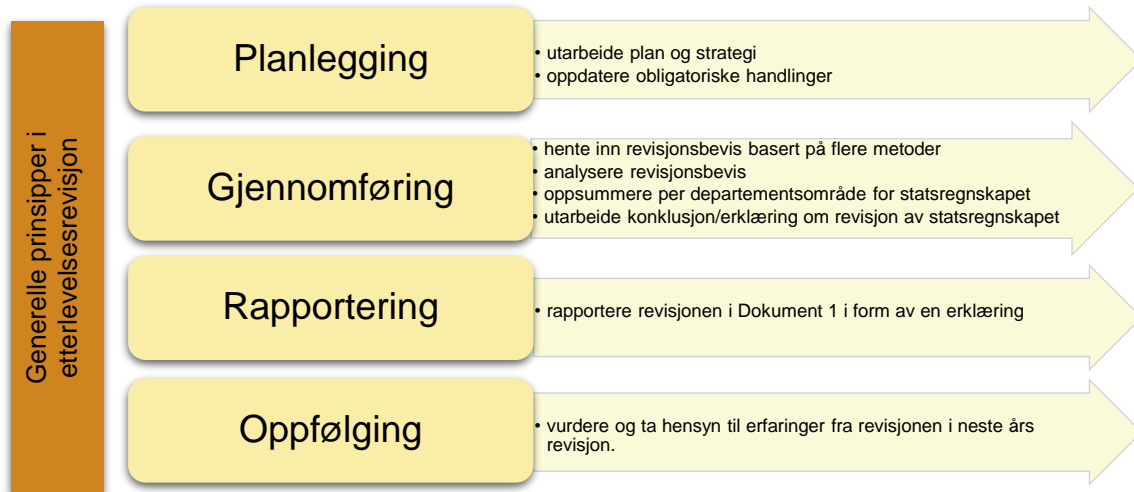 Generelle prinsipper i
etterlevelsesrevisjon
Planlegging
• utarbeide plan og strategi
• oppdatere obligatoriske handlinger
Gjennomføring
• hente inn revisjonsbevis basert på flere metoder
• analysere revisjonsbevis
• oppsummere per departementsområde for statsregnskapet
• utarbeide konklusjon/erklæring om revisjon av statsregnskapet
Rapportering
• rapportere revisjonen i Dokument 1 i form av en erklæring
Oppfølging
• vurdere og ta hensyn til erfaringer fra revisjonen i neste års
revisjon.